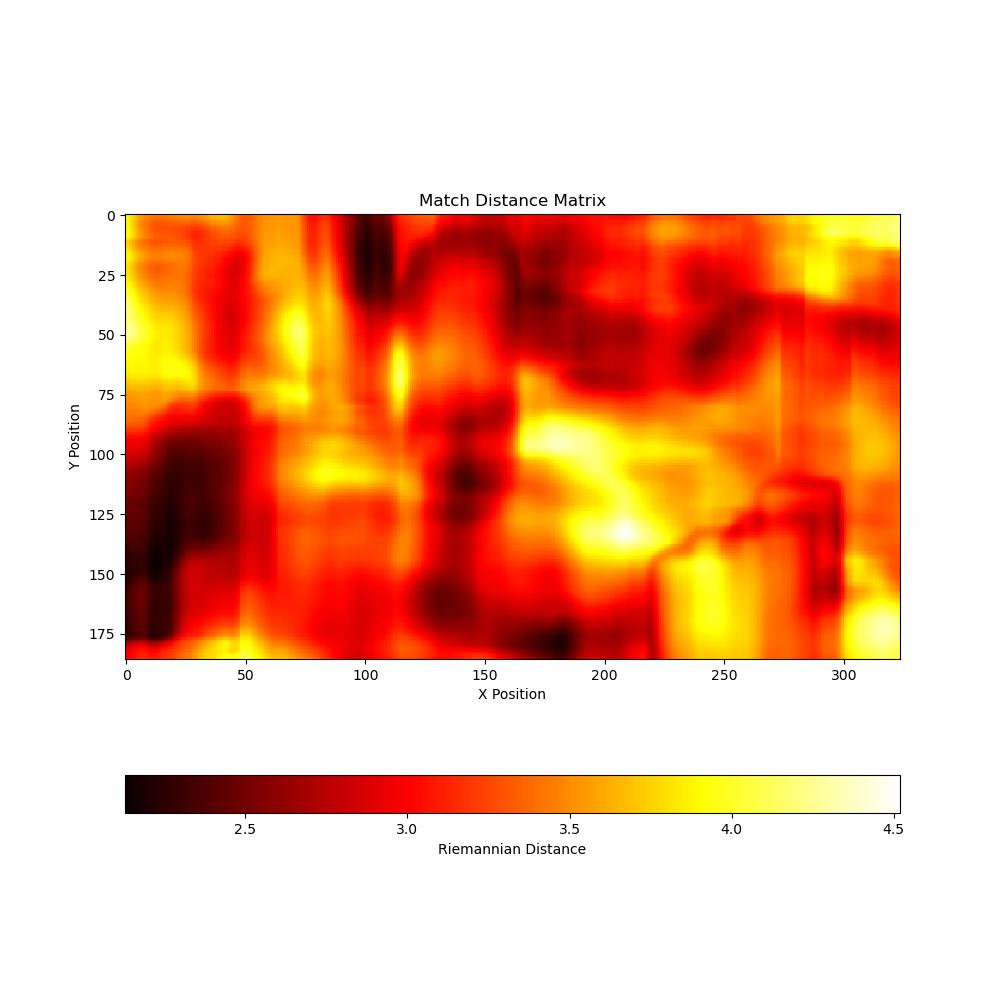 Match Distance Matrix
0
25
50
75
100
125
150
175
Y Position
0 50 100 150 200 250 300
X Position
2.5 3.0 3.5 4.0 4.5
Riemannian Distance